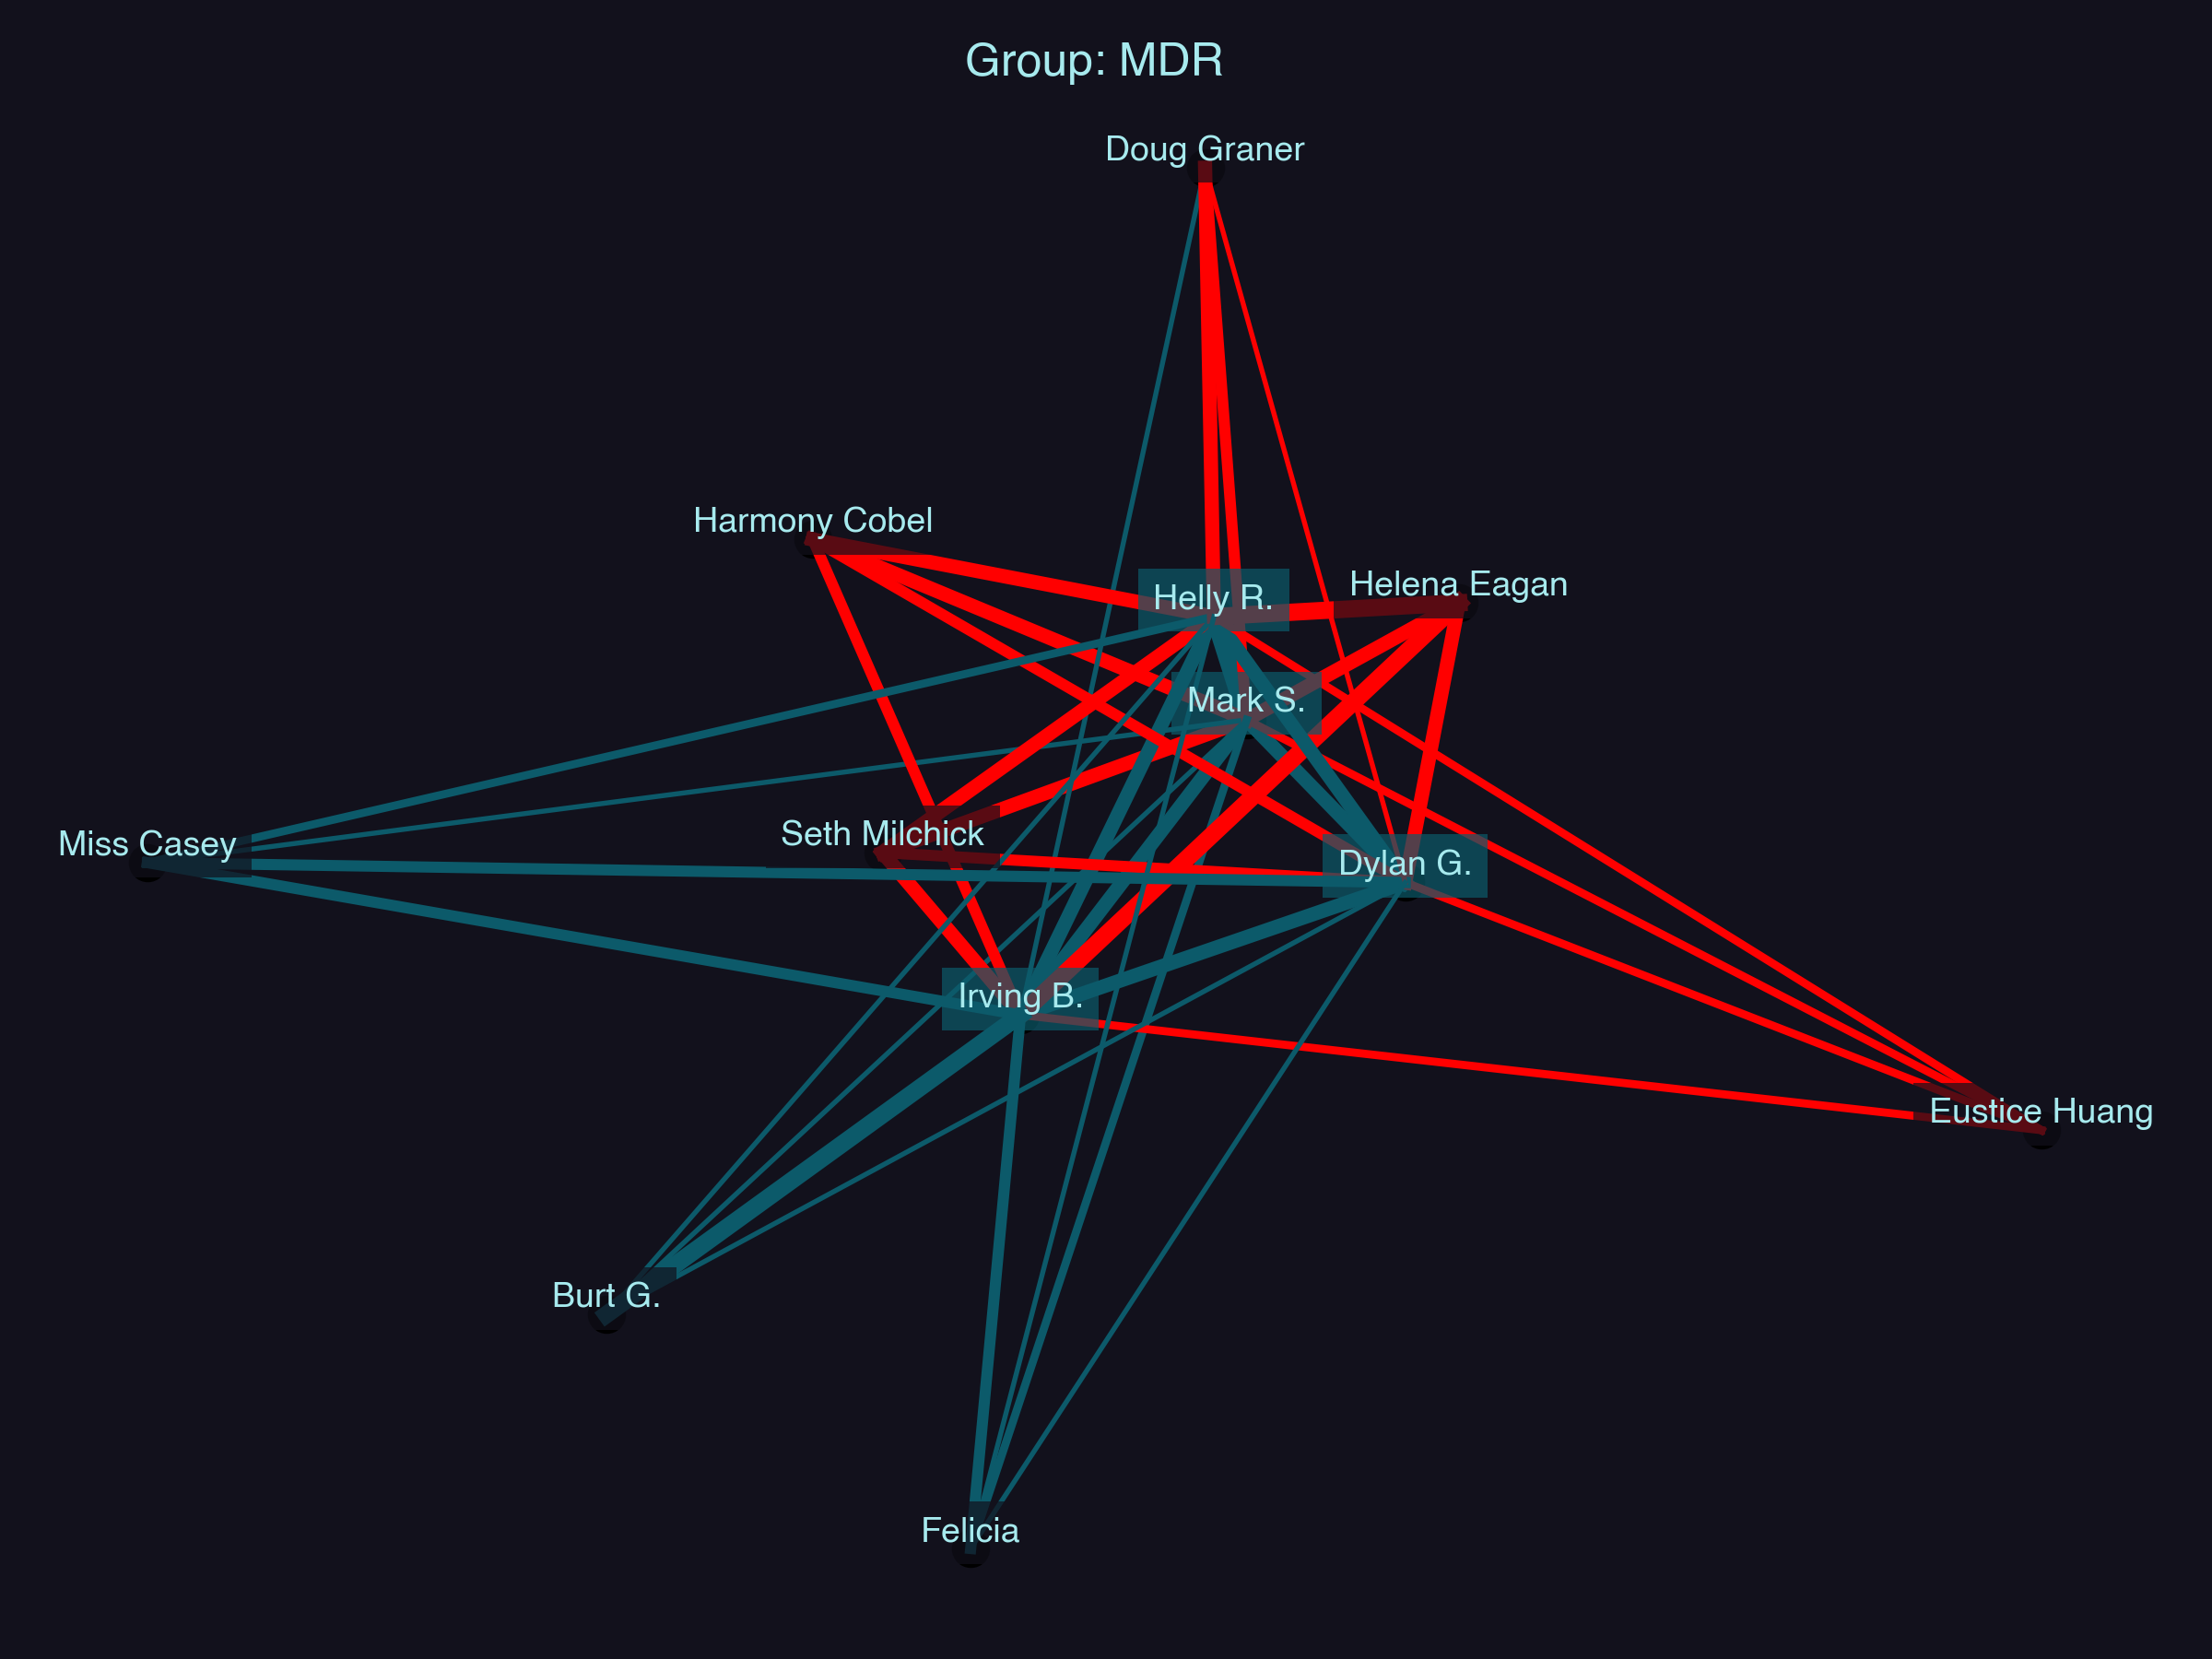 Group: MDR
Doug Graner
Harmony Cobel
Helena Eagan
Helly R.
Mark S.
Seth Milchick
Miss Casey
Dylan G.
Irving B.
Eustice Huang
Burt G.
Felicia